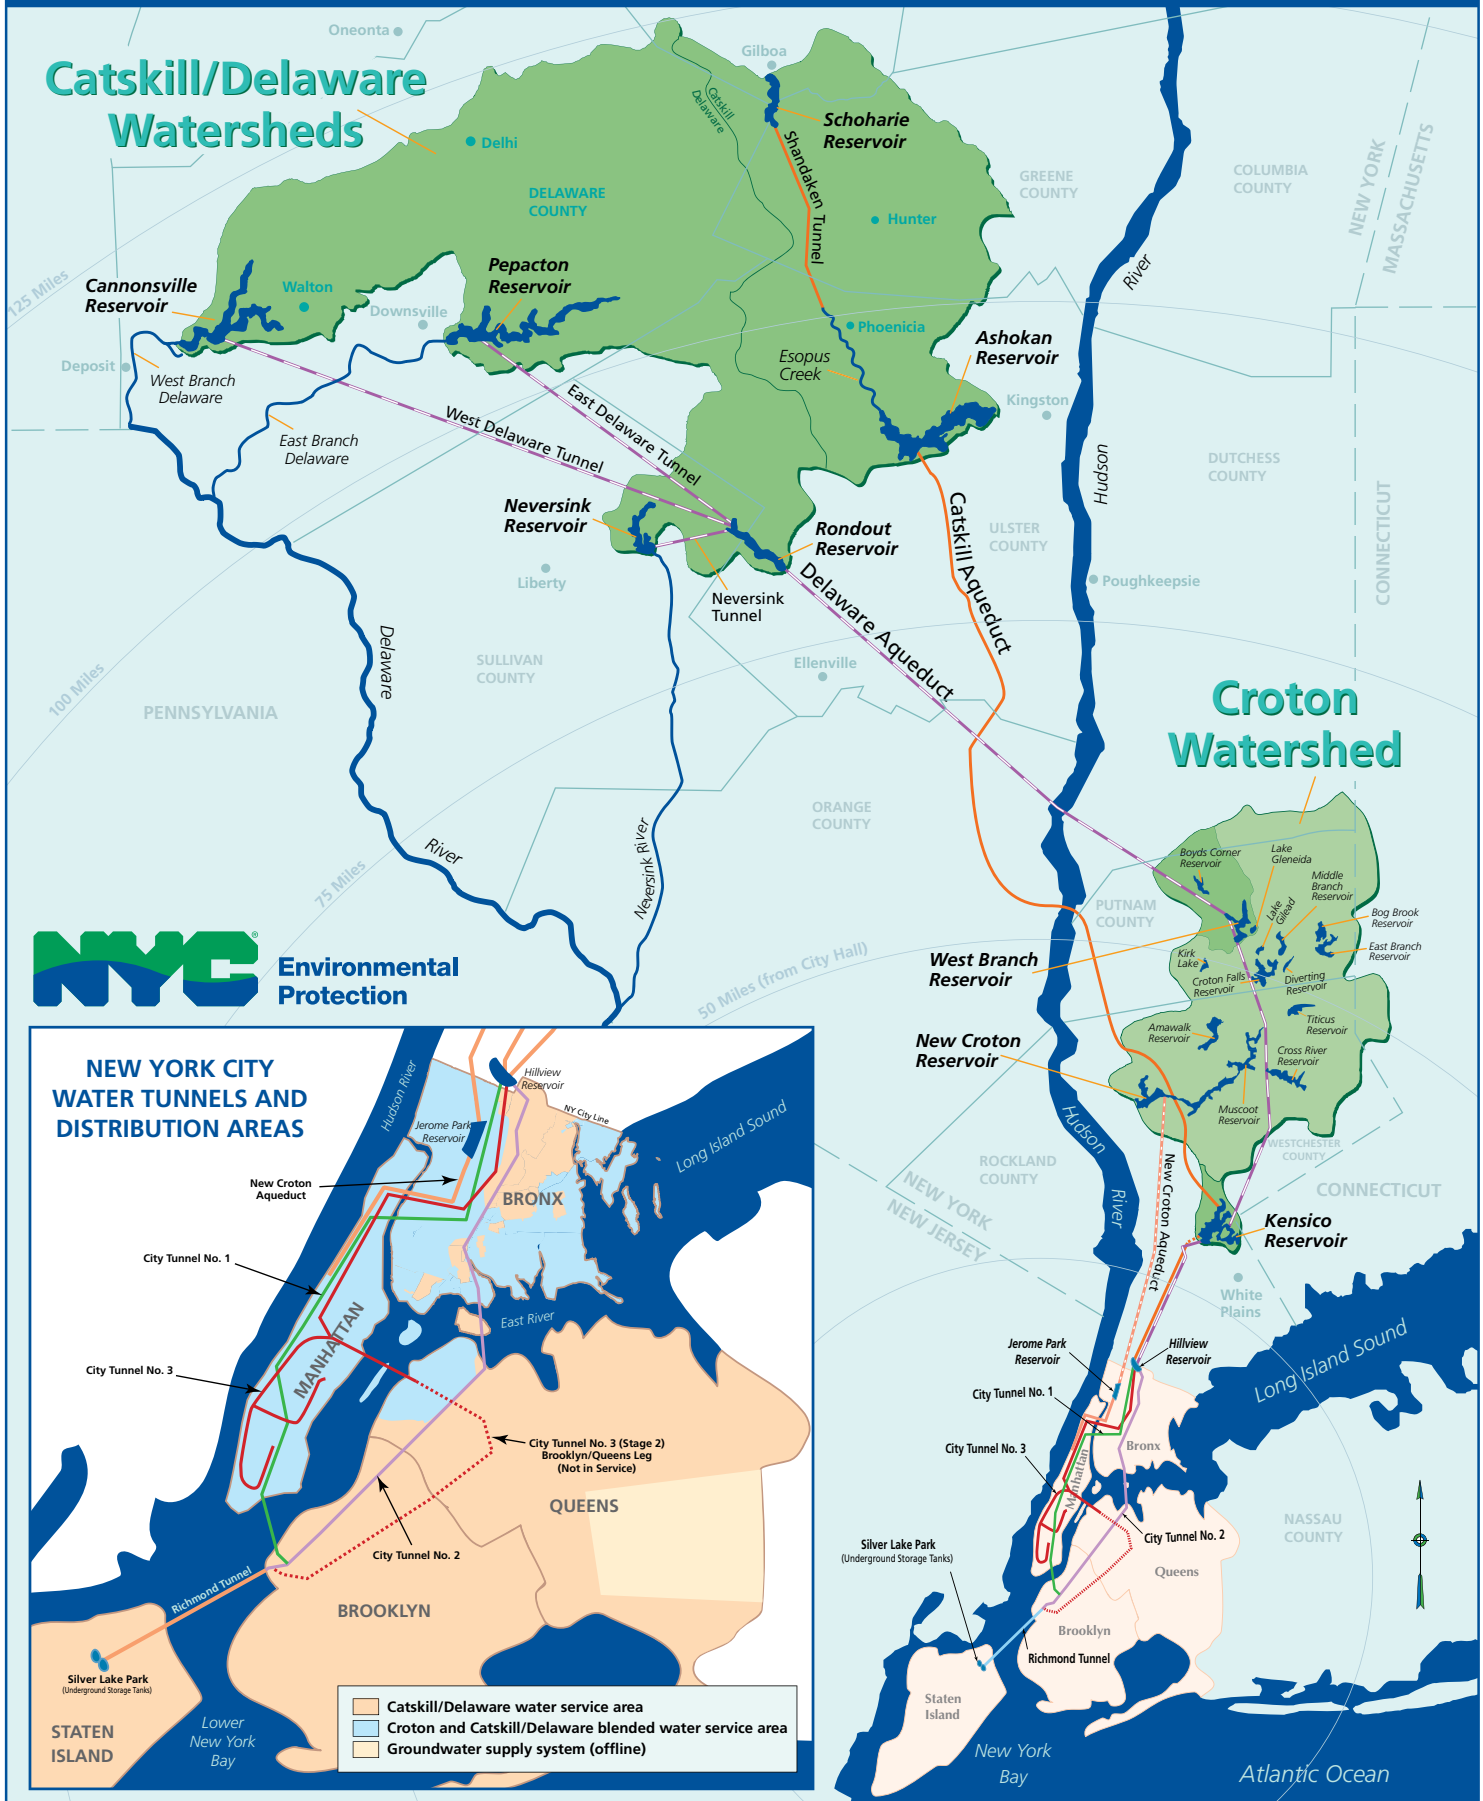 Oneonta
Gilboa
Catskill/Delaware
Watersheds
Catskill
Delaware
Schoharie
Reservoir
Delhi
Shandaken Tunnel
GREENE
COUNTY
COLUMBIA
COUNTY
NEW YORK
MASSACHUSETTS
DELAWARE
COUNTY
Hunter
River
125 Miles
Cannonsville
Reservoir
Walton
Pepacton
Reservoir
Downsville
Phoenicia
Ashokan
Reservoir
Esopus
Creek
Deposit
West Branch
Delaware
Kingston
East Delaware Tunnel
West Delaware Tunnel
East Branch
Delaware
Hudson
DUTCHESS
COUNTY
CONNECTICUT
Neversink
Reservoir
Rondout
Reservoir
Catskill Aqueduct
ULSTER
COUNTY
Liberty
Poughkeepsie
Neversink
Tunnel
Delaware Aqueduct
Delaware
SULLIVAN
COUNTY
Ellenville
100 Miles
PENNSYLVANIA
Croton
Watershed
ORANGE
COUNTY
River
Neversink River
75 Miles
Boyds Corner
Reservoir
Lake
Gleneida
Middle
Branch
Reservoir
Lake
Gilead
Bog Brook
Reservoir
PUTNAM
COUNTY
East Branch
Reservoir
NYC
®
Environmental
Protection
50 Miles (from City Hall)
West Branch
Reservoir
Kirk
Lake
Croton Falls
Reservoir
Diverting
Reservoir
Titicus
Reservoir
Amawalk
Reservoir
New Croton
Reservoir
Cross River
Reservoir
Muscoot
Reservoir
Hudson
River
WESTCHESTER
COUNTY
ROCKLAND
COUNTY
NEW YORK
NEW JERSEY
New Croton Aqueduct
CONNECTICUT
Kensico
Reservoir
White
Plains
Long Island Sound
Jerome Park
Reservoir
Hillview
Reservoir
City Tunnel No. 1
City Tunnel No. 3
Bronx
Manhattan
City Tunnel No. 2
NASSAU
COUNTY
Silver Lake Park
(Underground Storage Tanks)
Queens
Brooklyn
Richmond Tunnel
Staten
Island
New York
Bay
Atlantic Ocean
NEW YORK CITY
WATER TUNNELS AND
DISTRIBUTION AREAS
Hudson River
Hillview
Reservoir
NY City Line
Jerome Park
Reservoir
Long Island Sound
New Croton
Aqueduct
BRONX
City Tunnel No. 1
MANHATTAN
East River
City Tunnel No. 3
City Tunnel No. 3 (Stage 2)
Brooklyn/Queens Leg
(Not in Service)
QUEENS
City Tunnel No. 2
Richmond Tunnel
BROOKLYN
Silver Lake Park
(Underground Storage Tanks)
STATEN
ISLAND
Lower
New York
Bay
Catskill/Delaware water service area
Croton and Catskill/Delaware blended water service area
Groundwater supply system (offline)